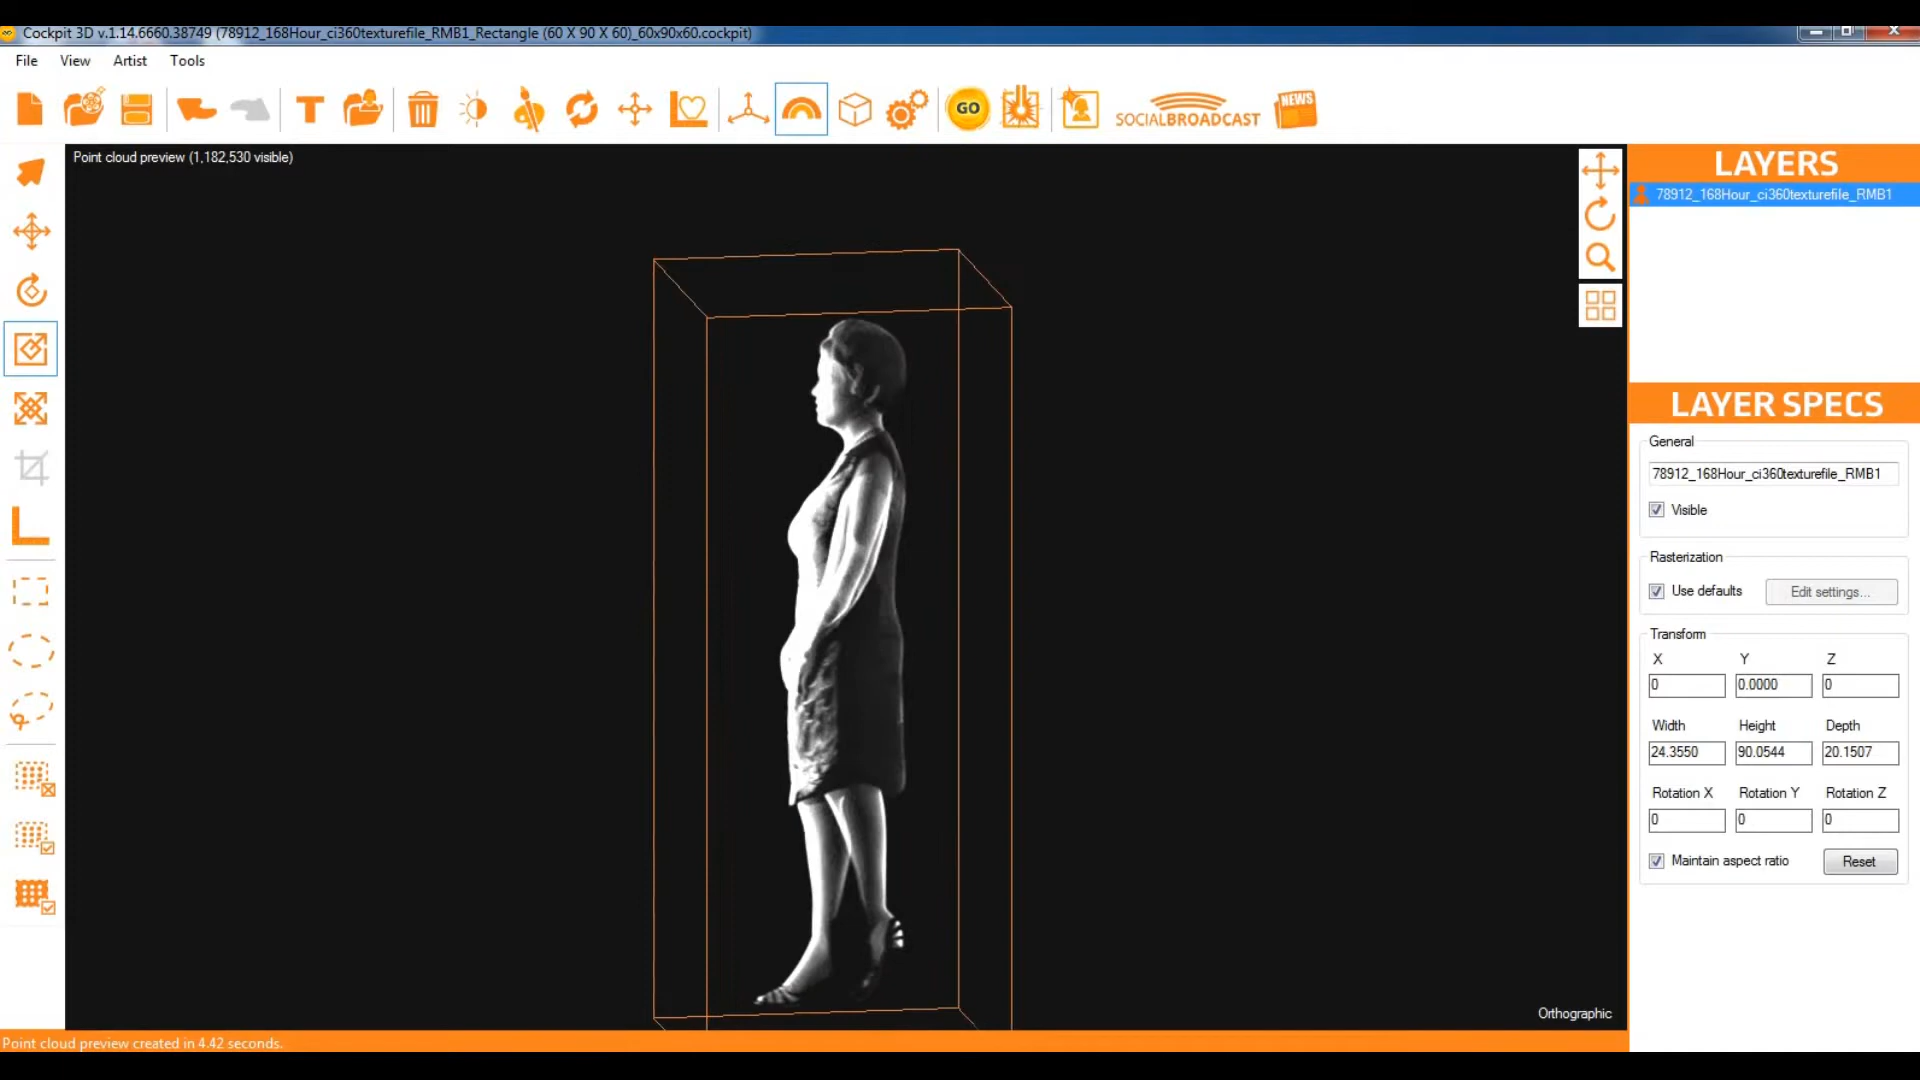 Cockpit 3D v.1.14.6660.38749 (78912_168Hour_ci360texturefile_RMB1_Rectangle (60 X 90 X 60)_60x90x60.cockpit)
File View Artist Tools
T
GO
SOCIALBROADCAST
NEWS
Point cloud preview (1,182,530 visible)
LAYERS
78912_168Hour_ci360texturefile_RMB1
LAYER SPECS
General
78912_168Hour_ci360texturefile_RMB1
Visible
Rasterization
Use defaults Edit settings...
Transform
X Y Z
0 0.0000 0
Width Height Depth
24.3550 90.0544 20.1507
Rotation X Rotation Y Rotation Z
0 0 0
Maintain aspect ratio Reset
Orthographic
Point cloud preview created in 4.42 seconds.